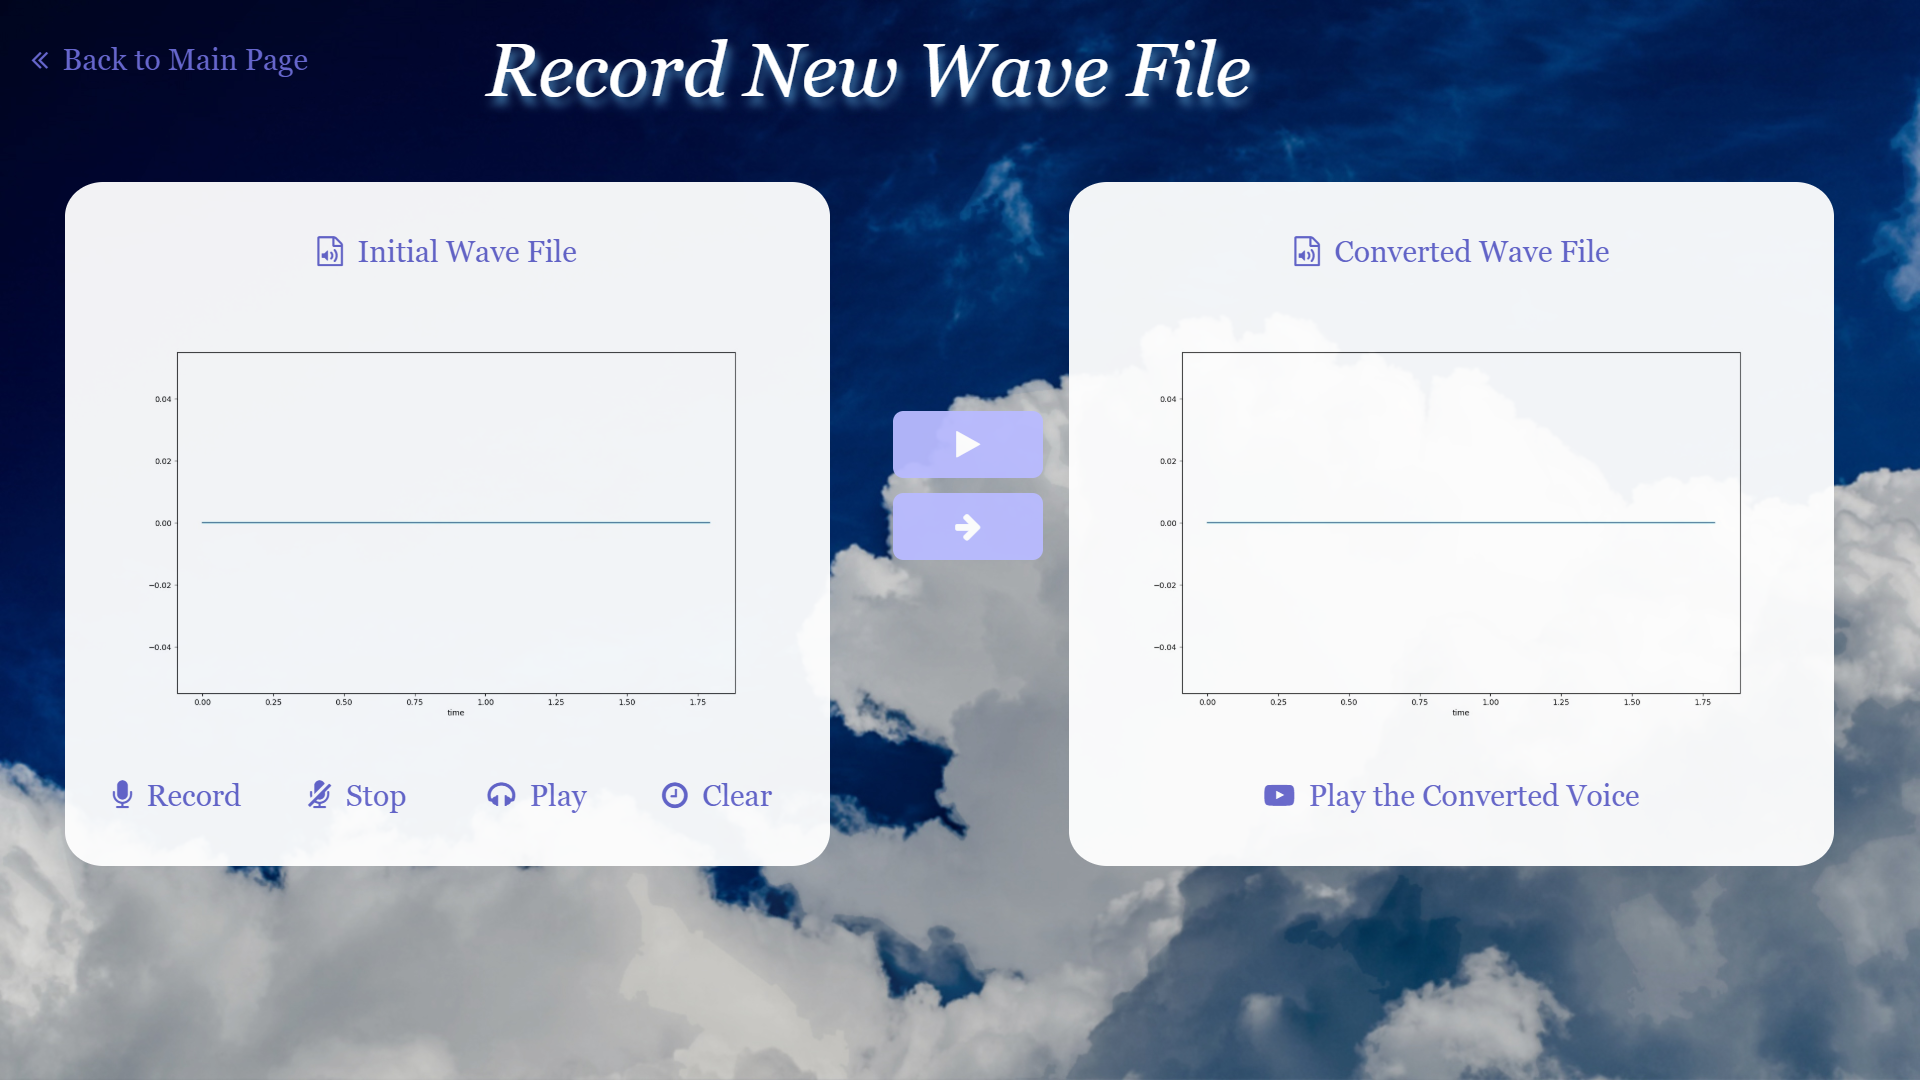 Back to Main Page
Record New Wave File
Initial Wave File
0.04
0.02
0.00
−0.02
−0.04
0.00 0.25 0.50 0.75 1.00 1.25 1.50 1.75
time
Record Stop Play Clear
Converted Wave File
0.04
0.02
0.00
−0.02
−0.04
0.00 0.25 0.50 0.75 1.00 1.25 1.50 1.75
time
Play the Converted Voice